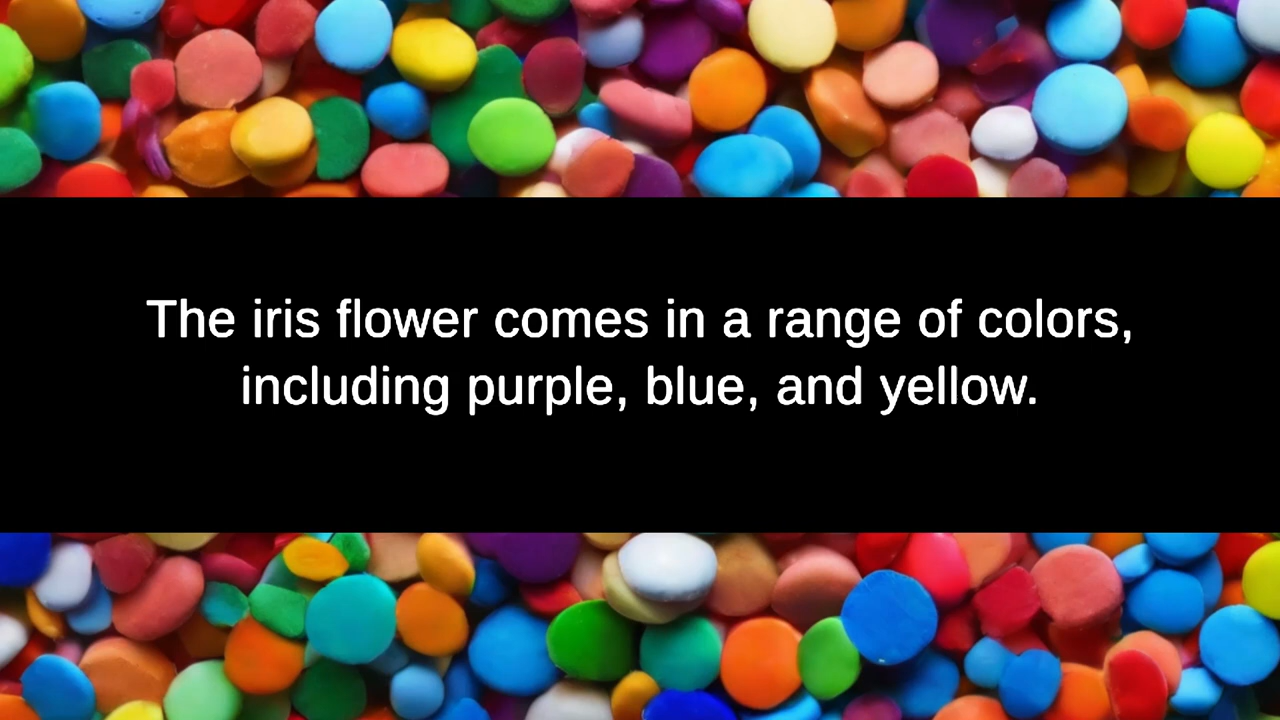 The iris flower comes in a range of colors,
including purple, blue, and yellow.